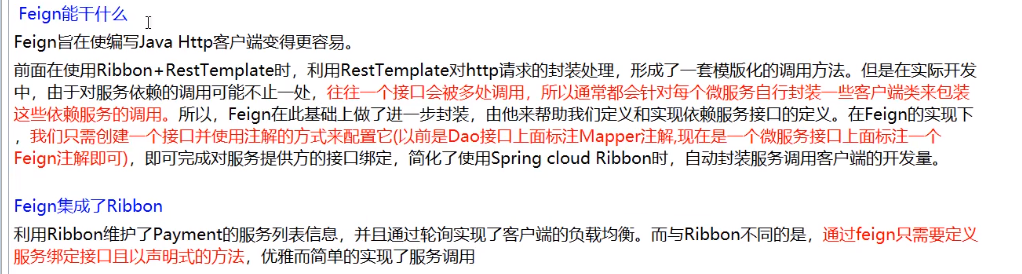 Feign能干什么
Feign旨在使编写Java Http客户端变得更容易。
前面在使用Ribbon+RestTemplate时，利用RestTemplate对http请求的封装处理，形成了一套模版化的调用方法。但是在实际开发
中，由于对服务依赖的调用可能不止一处，往往一个接口会被多处调用，所以通常都会针对每个微服务自行封装一些客户端类来包装
这些依赖服务的调用。所以，Feign在此基础上做了进一步封装，由他来帮助我们定义和实现依赖服务接口的定义。在Feign的实现下
，我们只需创建一个接口并使用注解的方式来配置它(以前是Dao接口上面标注Mapper注解,现在是一个微服务接口上面标注一个
Feign注解即可)，即可完成对服务提供方的接口绑定，简化了使用Spring cloud Ribbon时，自动封装服务调用客户端的开发量。
Feign集成了Ribbon
利用Ribbon维护了Payment的服务列表信息，并且通过轮询实现了客户端的负载均衡。而与Ribbon不同的是，通过feign只需要定义
服务绑定接口且以声明式的方法，优雅而简单的实现了服务调用